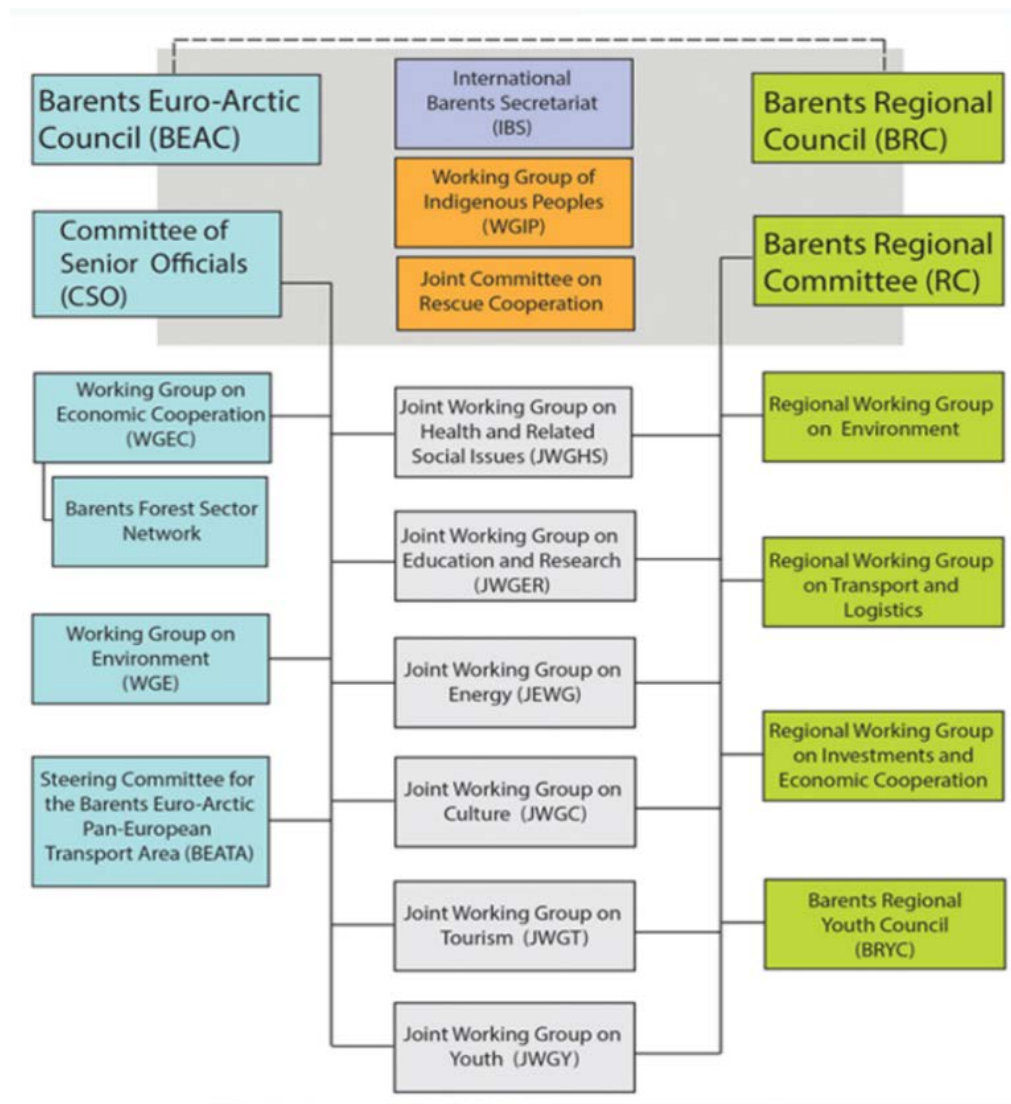 Barents Euro-Arctic
Council (BEAC)
International
Barents Secretariat
(IBS)
Barents Regional
Council (BRC)
Working Group of
Indigenous Peoples
(WGIP)
Committee of
Senior Officials
(CSO)
Joint Committee on
Rescue Cooperation
Barents Regional
Committee (RC)
Working Group on
Economic Cooperation
(WGEC)
Barents Forest Sector
Network
Working Group on
Environment
(WGE)
Steering Committee for
the Barents Euro-Arctic
Pan-European
Transport Area (BEATA)
Joint Working Group on
Health and Related
Social Issues (JWGHS)
Joint Working Group on
Education and Research
(JWGER)
Joint Working Group on
Energy (JEWG)
Joint Working Group on
Culture (JWGC)
Joint Working Group on
Tourism (JWGT)
Joint Working Group on
Youth (JWGY)
Regional Working Group
on Environment
Regional Working Group
on Transport and
Logistics
Regional Working Group
on Investments and
Economic Cooperation
Barents Regional
Youth Council
(BRYC)